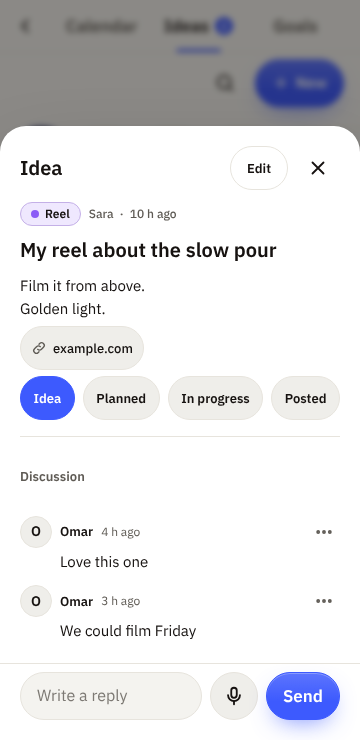 Calendar Ideas Goals
+ New
Idea Edit
Reel Sara · 10 h ago
My reel about the slow pour
Film it from above.
Golden light.
example.com
Idea Planned In progress Posted
Discussion
O Omar 4 h ago
Love this one
O Omar 3 h ago
We could film Friday
Write a reply Send